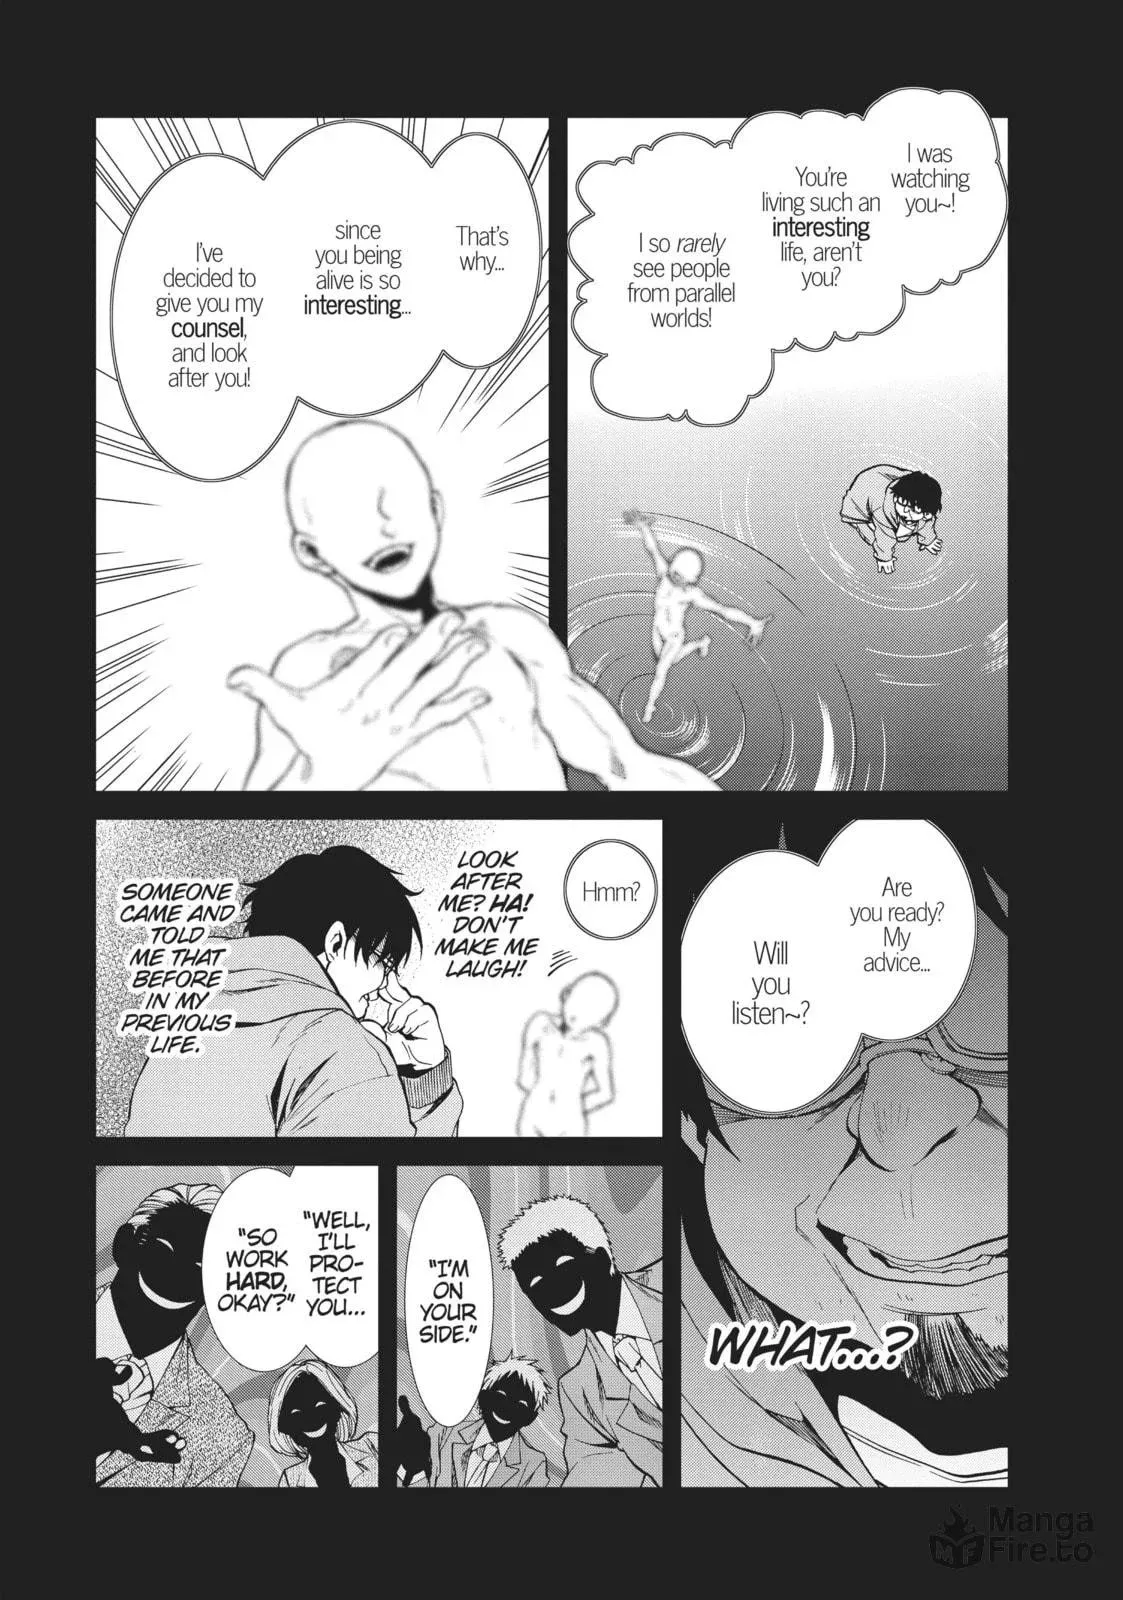 I was
watching
you~!
You're
living such an
interesting
life, aren't
you?
I so rarely
see people
from parallel
worlds!
That's
why...
since
you being
alive is so
interesting...
I've
decided to
give you my
counsel,
and look
after you!
Are
you ready?
My
advice...
Will
you
listen~?
WHAT...?
Hmm?
LOOK
AFTER
ME? HA!
DON'T
MAKE ME
LAUGH!
SOMEONE
CAME AND
TOLD
ME THAT
BEFORE
IN MY
PREVIOUS
LIFE.
"I'M
ON
YOUR
SIDE."
"WELL,
I'LL
PRO-
TECT
YOU...
"SO
WORK
HARD,
OKAY?"
Manga
Fire.to
MF